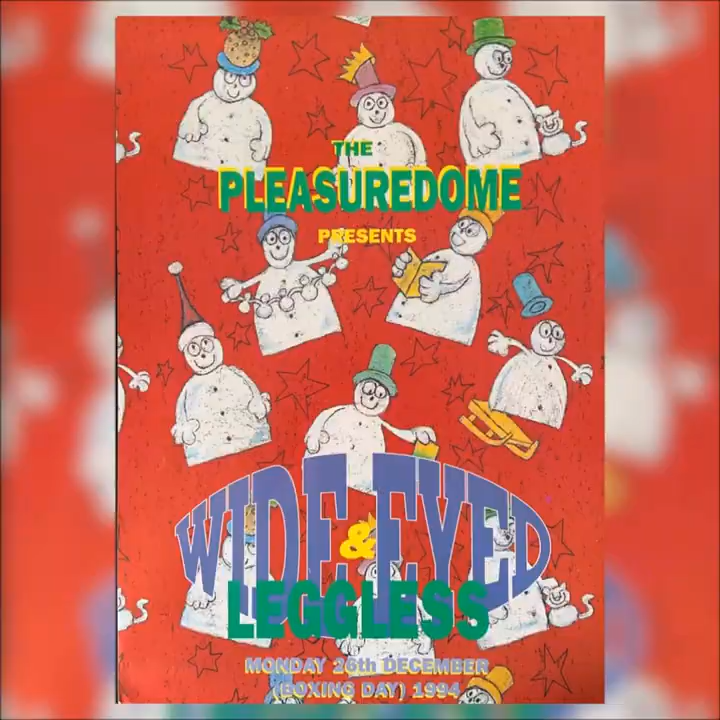 THE
PLEASUREDOME
PRESENTS
WIDE EYED
&
LEGGLESS
MONDAY 26th DECEMBER
(BOXING DAY) 1994